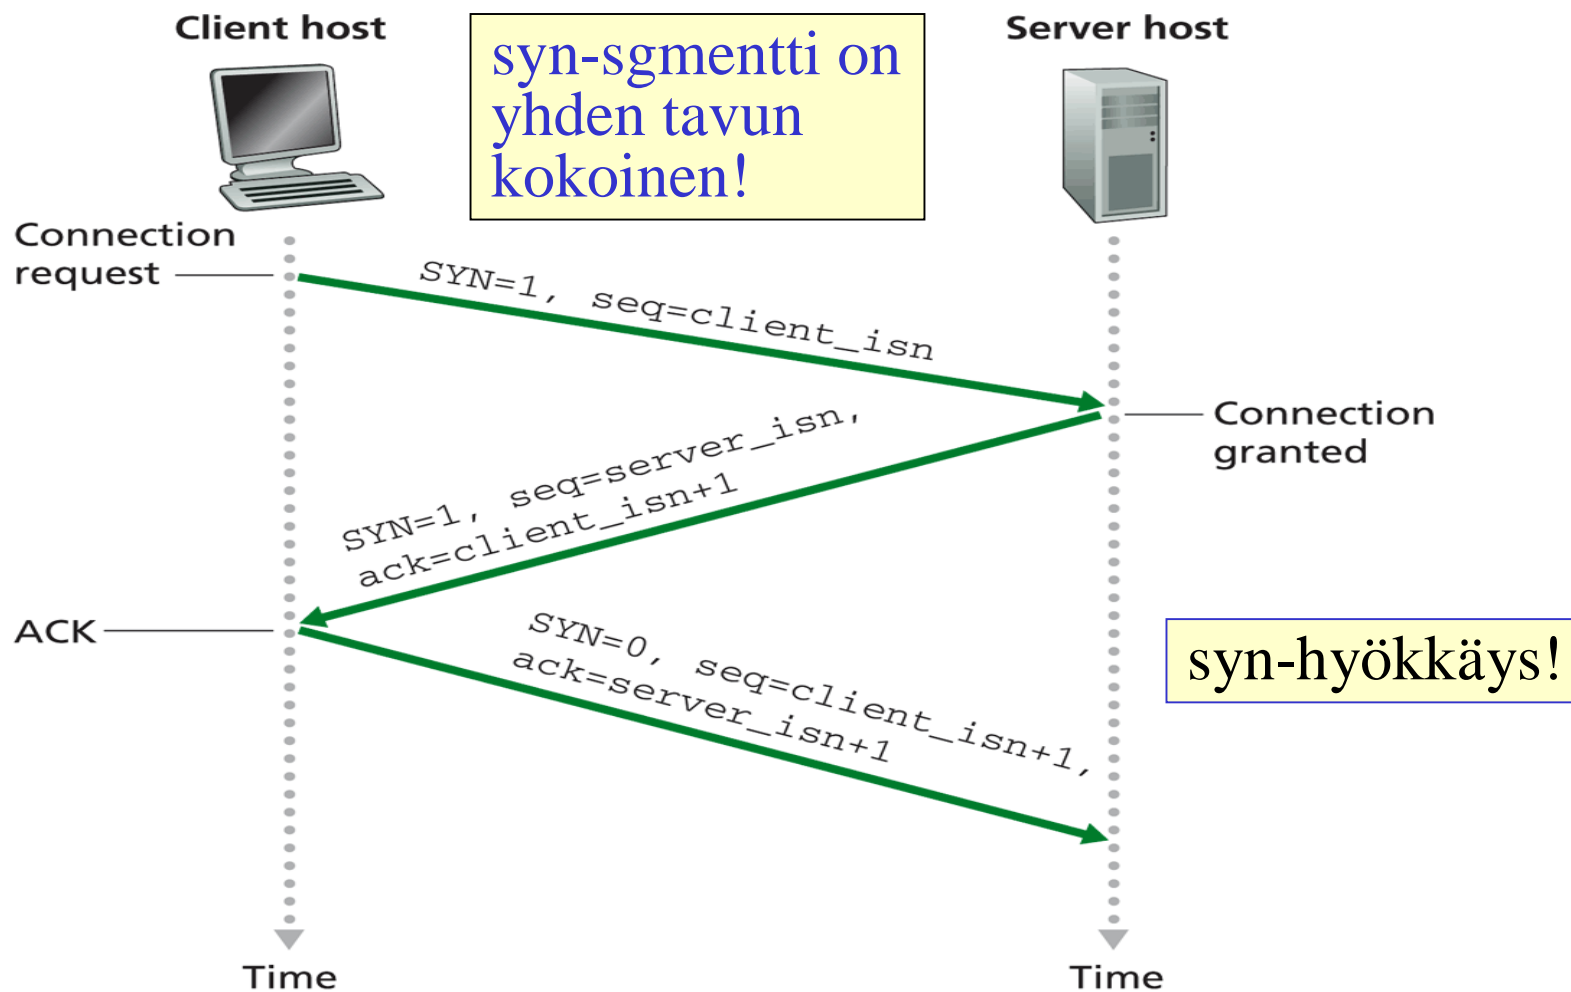 Client host
syn-sgmentti on
yhden tavun
kokoinen!
Server host
Connection
request
SYN=1, seq=client_isn
Connection
granted
SYN=1, seq=server_isn,
ack=client_isn+1
ACK
SYN=0, seq=client_isn+1,
ack=server_isn+1
syn-hyökkäys!
Time
Time